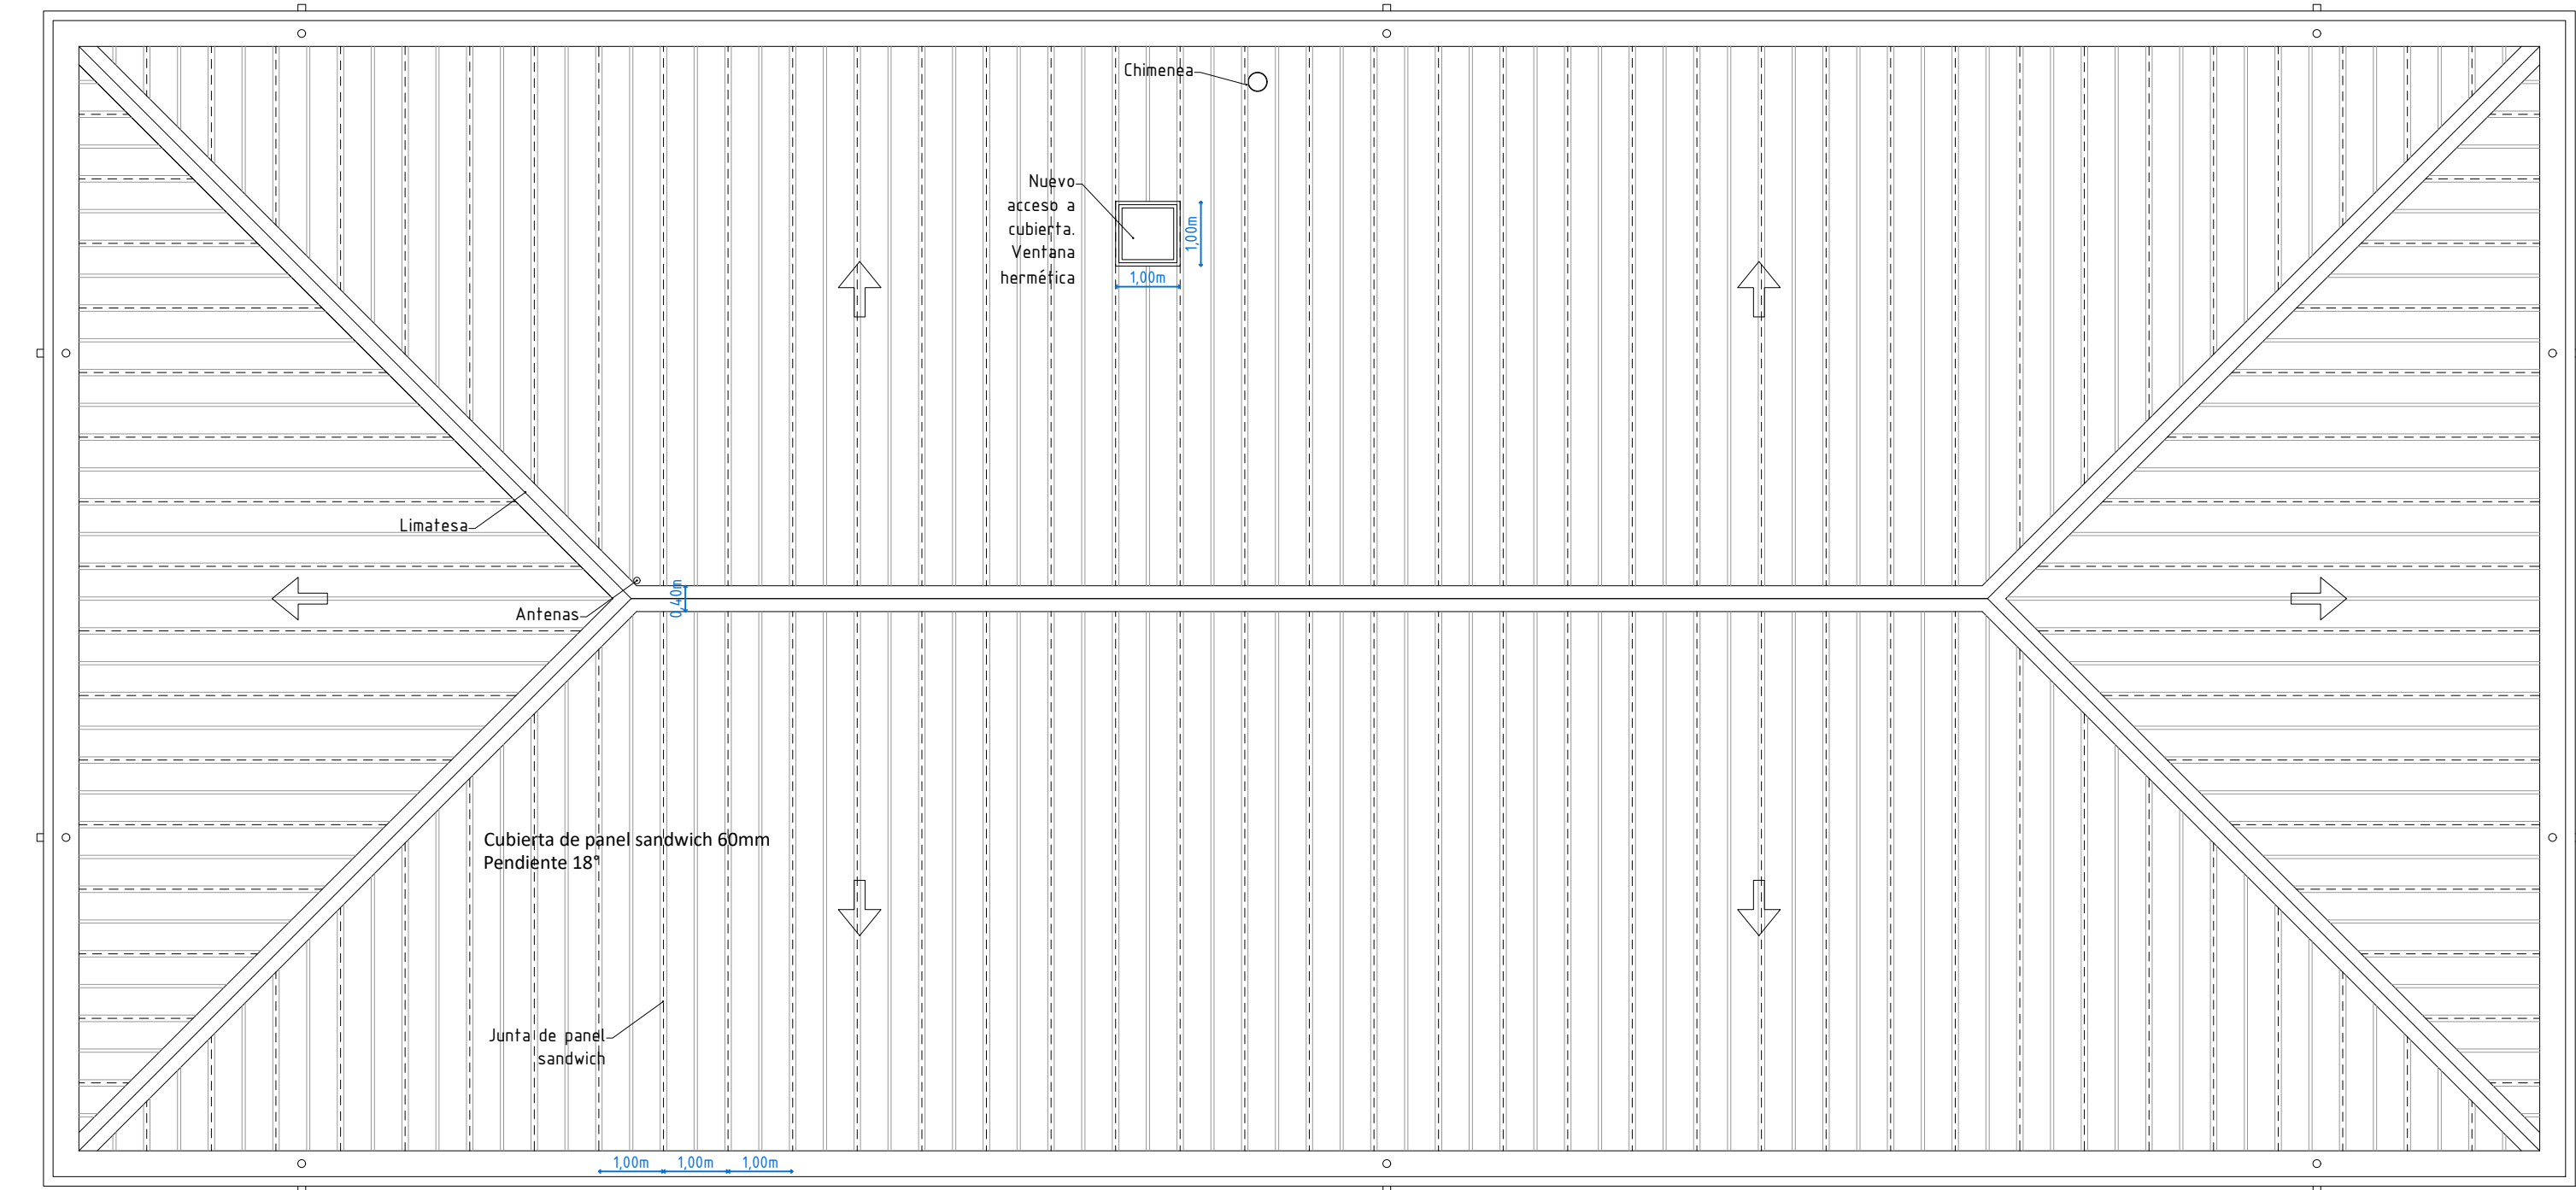 Chimenea
Nuevo
acceso a
cubierta.
Ventana
hermética
1,00m
1,00m
Limatesa
Antenas
0,40m
Cubierta de panel sandwich 60mm
Pendiente 18°
Junta de panel
sandwich
1,00m
1,00m
1,00m